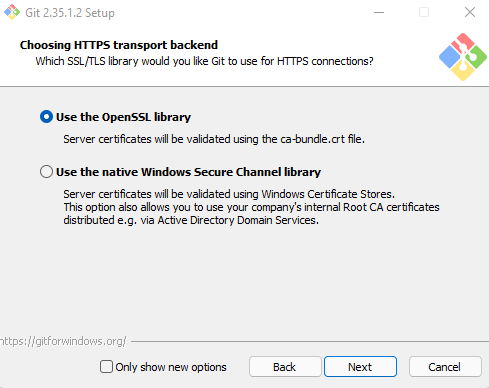 Git 2.35.1.2 Setup
Choosing HTTPS transport backend
Which SSL/TLS library would you like Git to use for HTTPS connections?
Use the OpenSSL library
Server certificates will be validated using the ca-bundle.crt file.
Use the native Windows Secure Channel library
Server certificates will be validated using Windows Certificate Stores.
This option also allows you to use your company's internal Root CA certificates
distributed e.g. via Active Directory Domain Services.
https://gitforwindows.org/
Only show new options
Back
Next
Cancel